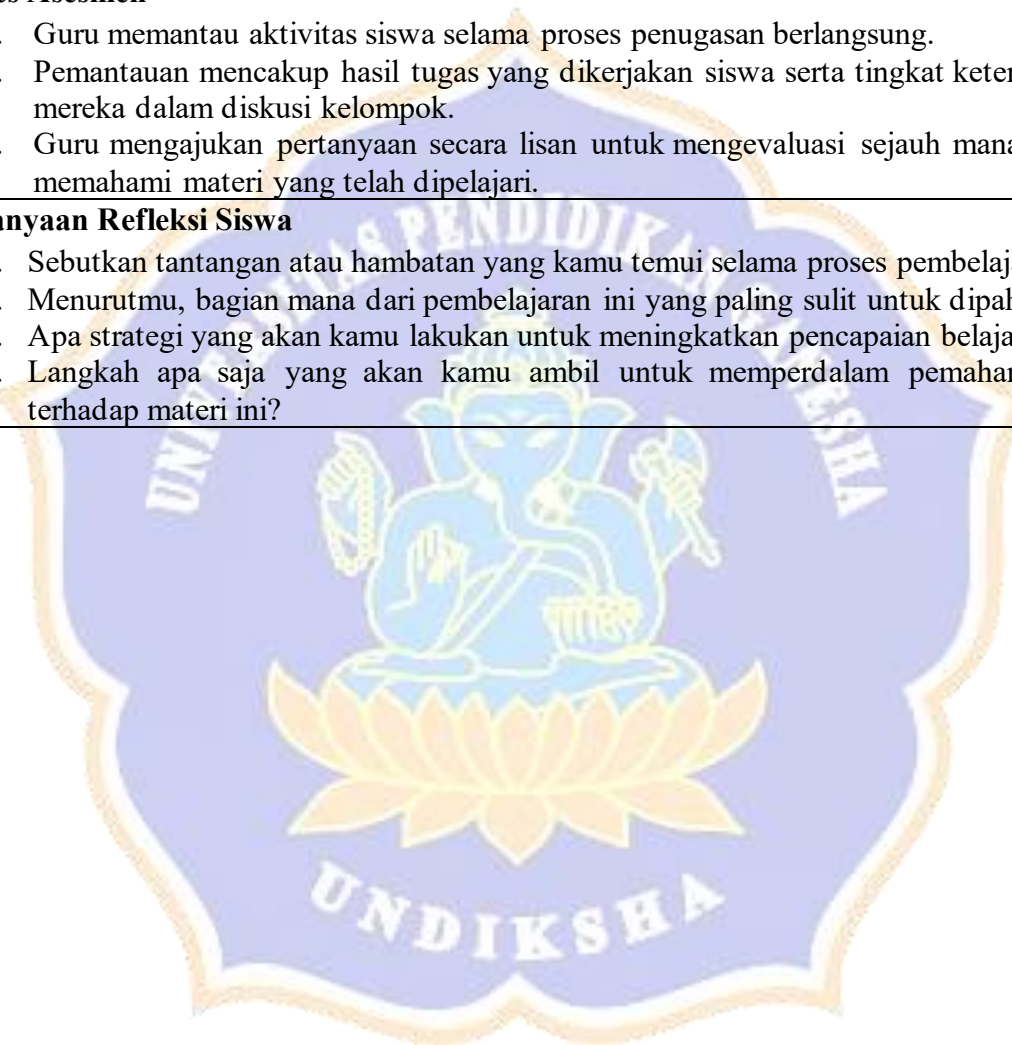 es Asesmen
. Guru memantau aktivitas siswa selama proses penugasan berlangsung.
. Pemantauan mencakup hasil tugas yang dikerjakan siswa serta tingkat keter
mereka dalam diskusi kelompok.
. Guru mengajukan pertanyaan secara lisan untuk mengevaluasi sejauh mana
memahami materi yang telah dipelajari.
anyaan Refleksi Siswa
. Sebutkan tantangan atau hambatan yang kamu temui selama proses pembelaj
. Menurutmu, bagian mana dari pembelajaran ini yang paling sulit untuk dipah
. Apa strategi yang akan kamu lakukan untuk meningkatkan pencapaian belaja
. Langkah apa saja yang akan kamu ambil untuk memperdalam pemahar
terhadap materi ini?
UNIVERSITAS PENDIDIKAN GANESHA
UNDIKSHA